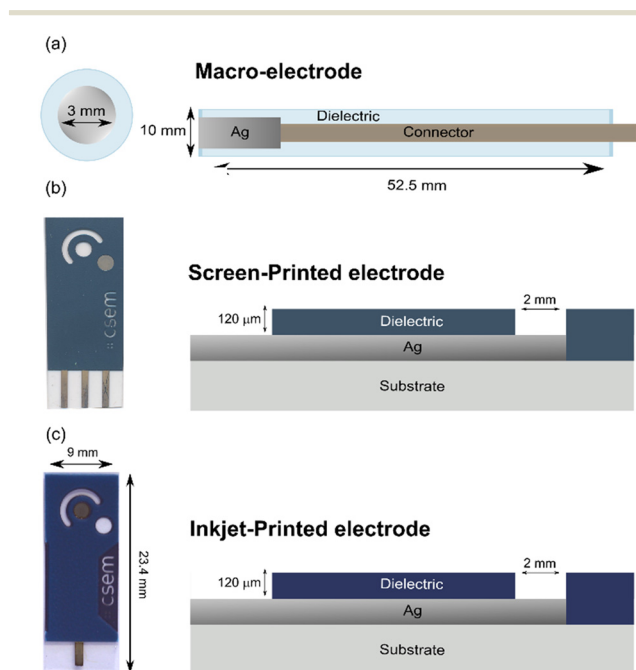 (a)
Macro-electrode
3 mm
10 mm
Dielectric
Ag
Connector
52.5 mm
(b)
Screen-Printed electrode
csem
120 μm
Dielectric
2 mm
Ag
Substrate
(c)
9 mm
Inkjet-Printed electrode
csem
23.4 mm
120 μm
Dielectric
2 mm
Ag
Substrate